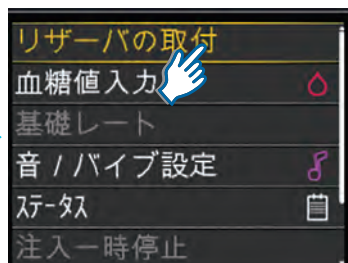 リザーバの取付
血糖値入力
基礎レート
音 / バイブ設定
ｽﾃｰﾀｽ
注入一時停止